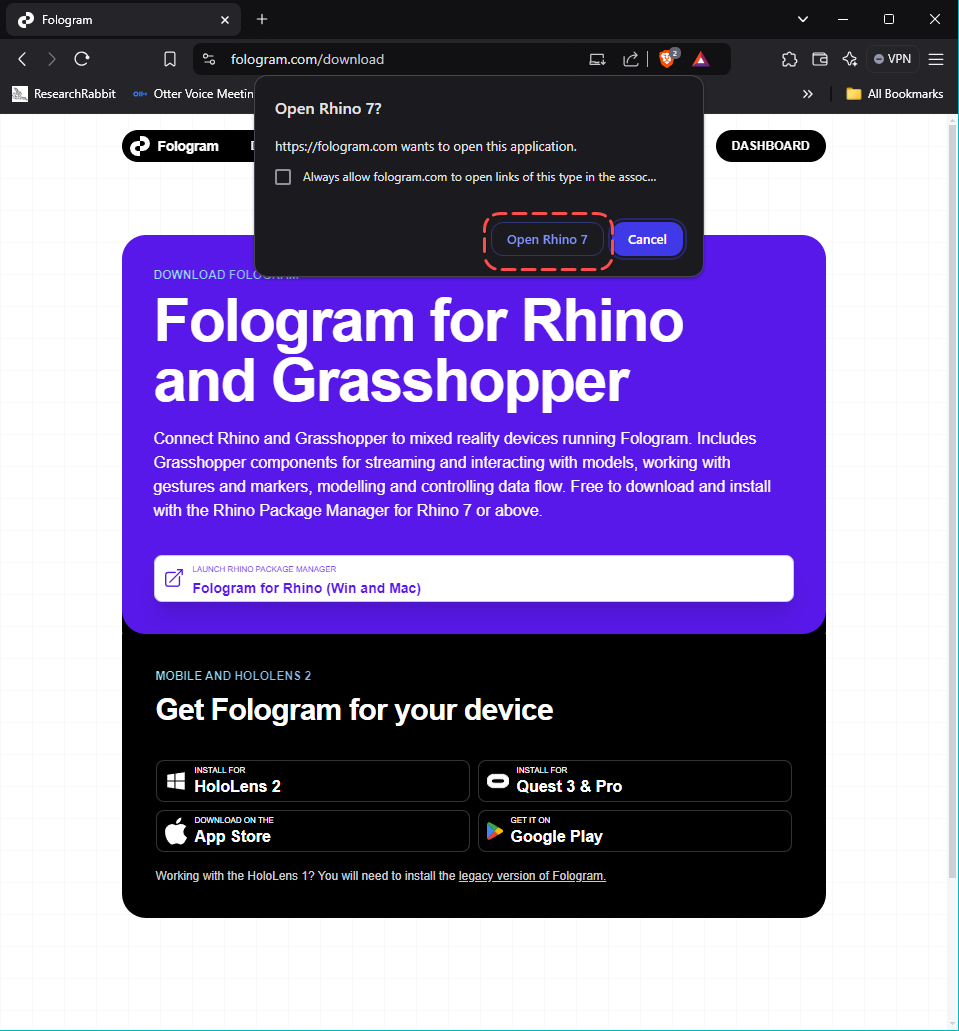 Fologram
fologram.com/download
2
VPN
ResearchRabbit
Otter Voice Meetin
All Bookmarks
Open Rhino 7?
https://fologram.com wants to open this application.
Always allow fologram.com to open links of this type in the assoc...
Open Rhino 7
Cancel
Fologram
DASHBOARD
DOWNLOAD FOLOGRAM
Fologram for Rhino
and Grasshopper
Connect Rhino and Grasshopper to mixed reality devices running Fologram. Includes
Grasshopper components for streaming and interacting with models, working with
gestures and markers, modelling and controlling data flow. Free to download and install
with the Rhino Package Manager for Rhino 7 or above.
LAUNCH RHINO PACKAGE MANAGER
Fologram for Rhino (Win and Mac)
MOBILE AND HOLOLENS 2
Get Fologram for your device
INSTALL FOR
HoloLens 2
INSTALL FOR
Quest 3 & Pro
DOWNLOAD ON THE
App Store
GET IT ON
Google Play
Working with the HoloLens 1? You will need to install the legacy version of Fologram.